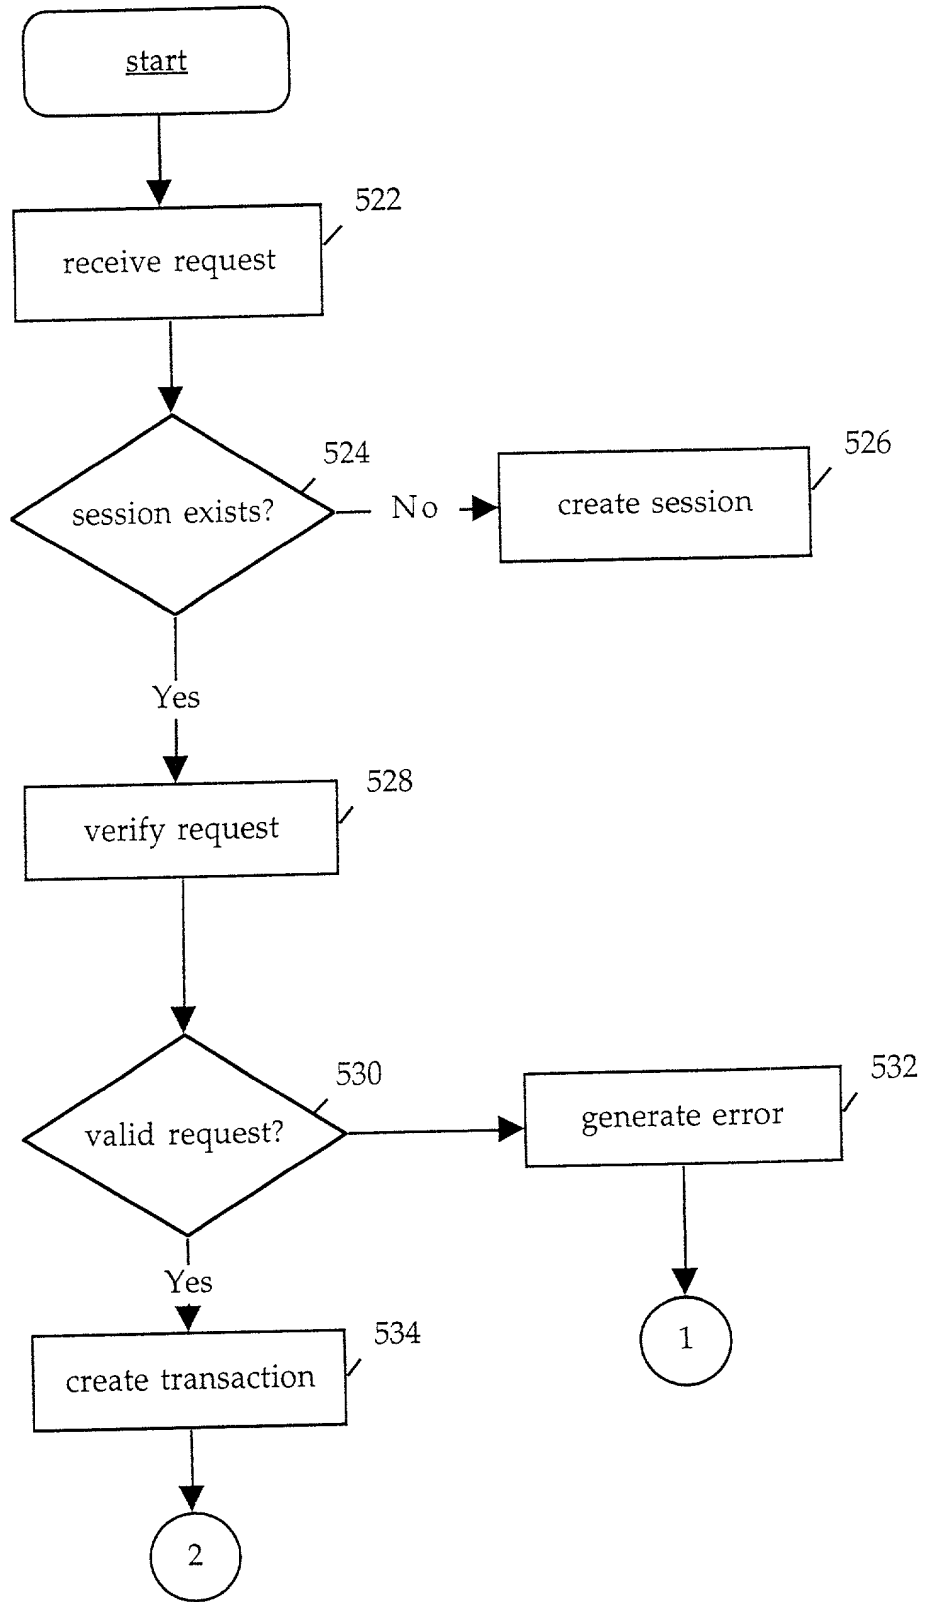 start
522
receive request
524
session exists?
No
526
create session
Yes
528
verify request
530
valid request?
532
generate error
Yes
534
create transaction
1
2